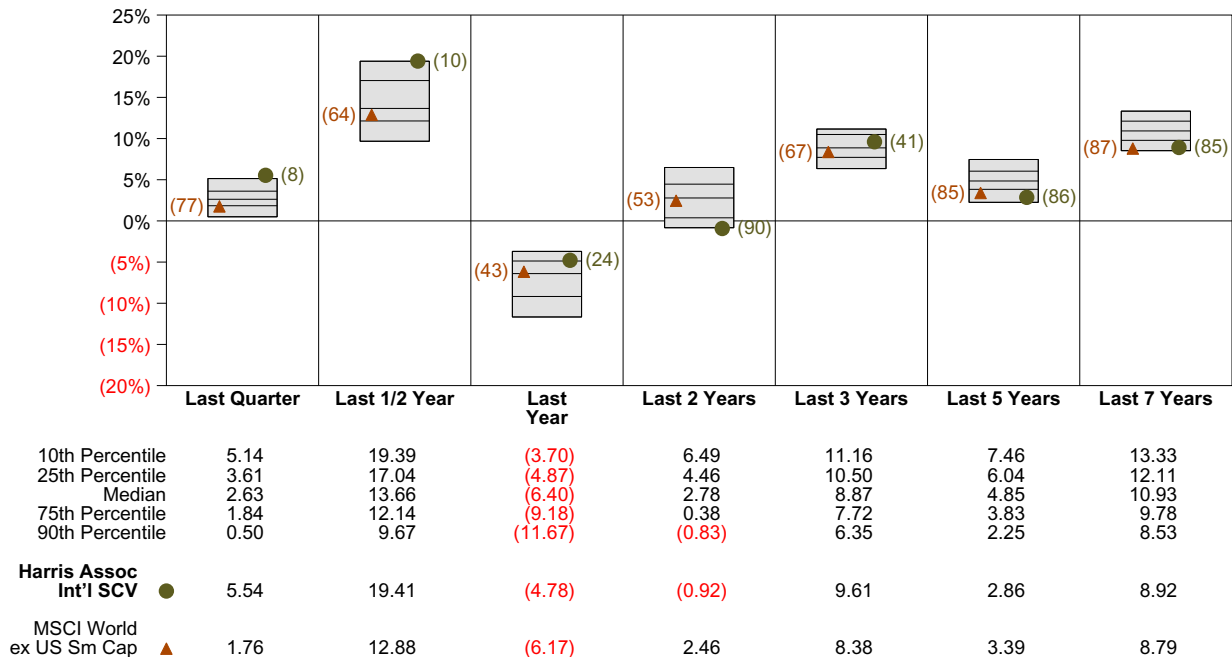 25%
20%
15%
10%
5%
0%
(5%)
(10%)
(15%)
(20%)
(77) (8)
(64) (10)
(43) (24)
(53) (90)
(67) (41)
(85) (86)
(87) (85)
Last Quarter Last 1/2 Year Last Last 2 Years Last 3 Years Last 5 Years Last 7 Years
Year
10th Percentile 5.14 19.39 (3.70) 6.49 11.16 7.46 13.33
25th Percentile 3.61 17.04 (4.87) 4.46 10.50 6.04 12.11
Median 2.63 13.66 (6.40) 2.78 8.87 4.85 10.93
75th Percentile 1.84 12.14 (9.18) 0.38 7.72 3.83 9.78
90th Percentile 0.50 9.67 (11.67) (0.83) 6.35 2.25 8.53
Harris Assoc
Int'l SCV 5.54 19.41 (4.78) (0.92) 9.61 2.86 8.92
MSCI World
ex US Sm Cap 1.76 12.88 (6.17) 2.46 8.38 3.39 8.79